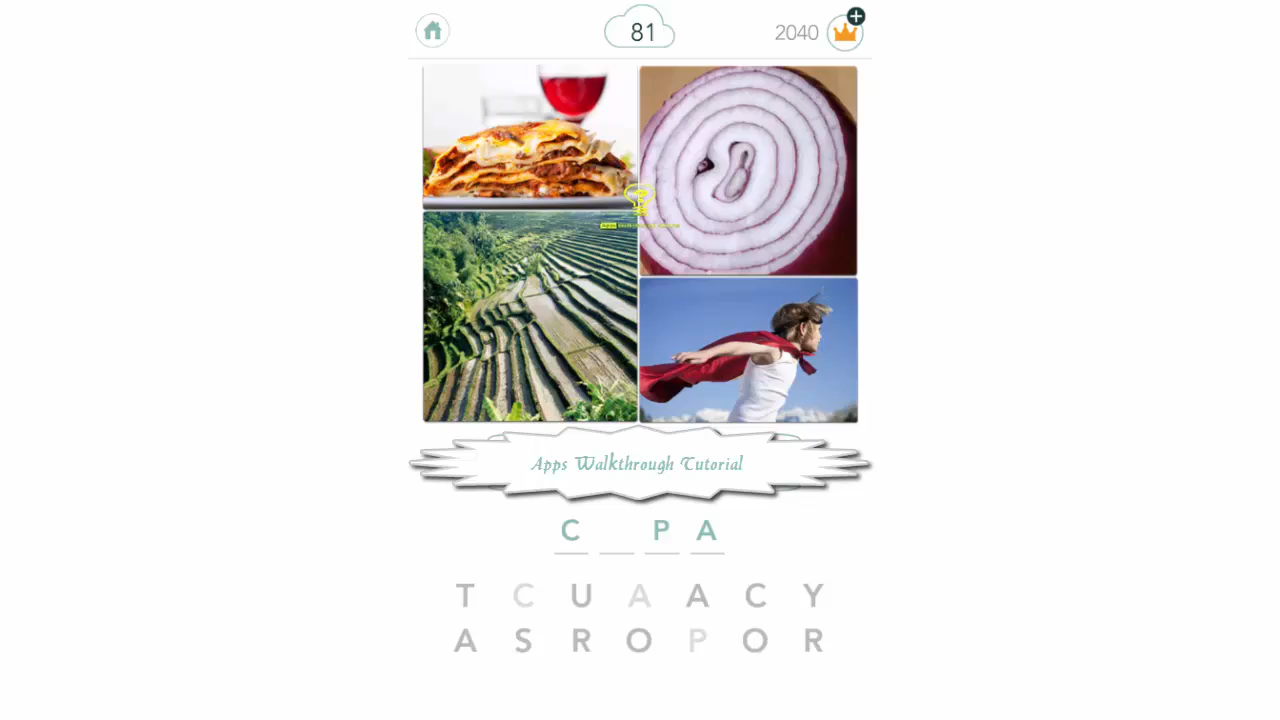 81
2040
Apps Walkthrough Tutorial
C P A
T C U A A C Y
A S R O P O R